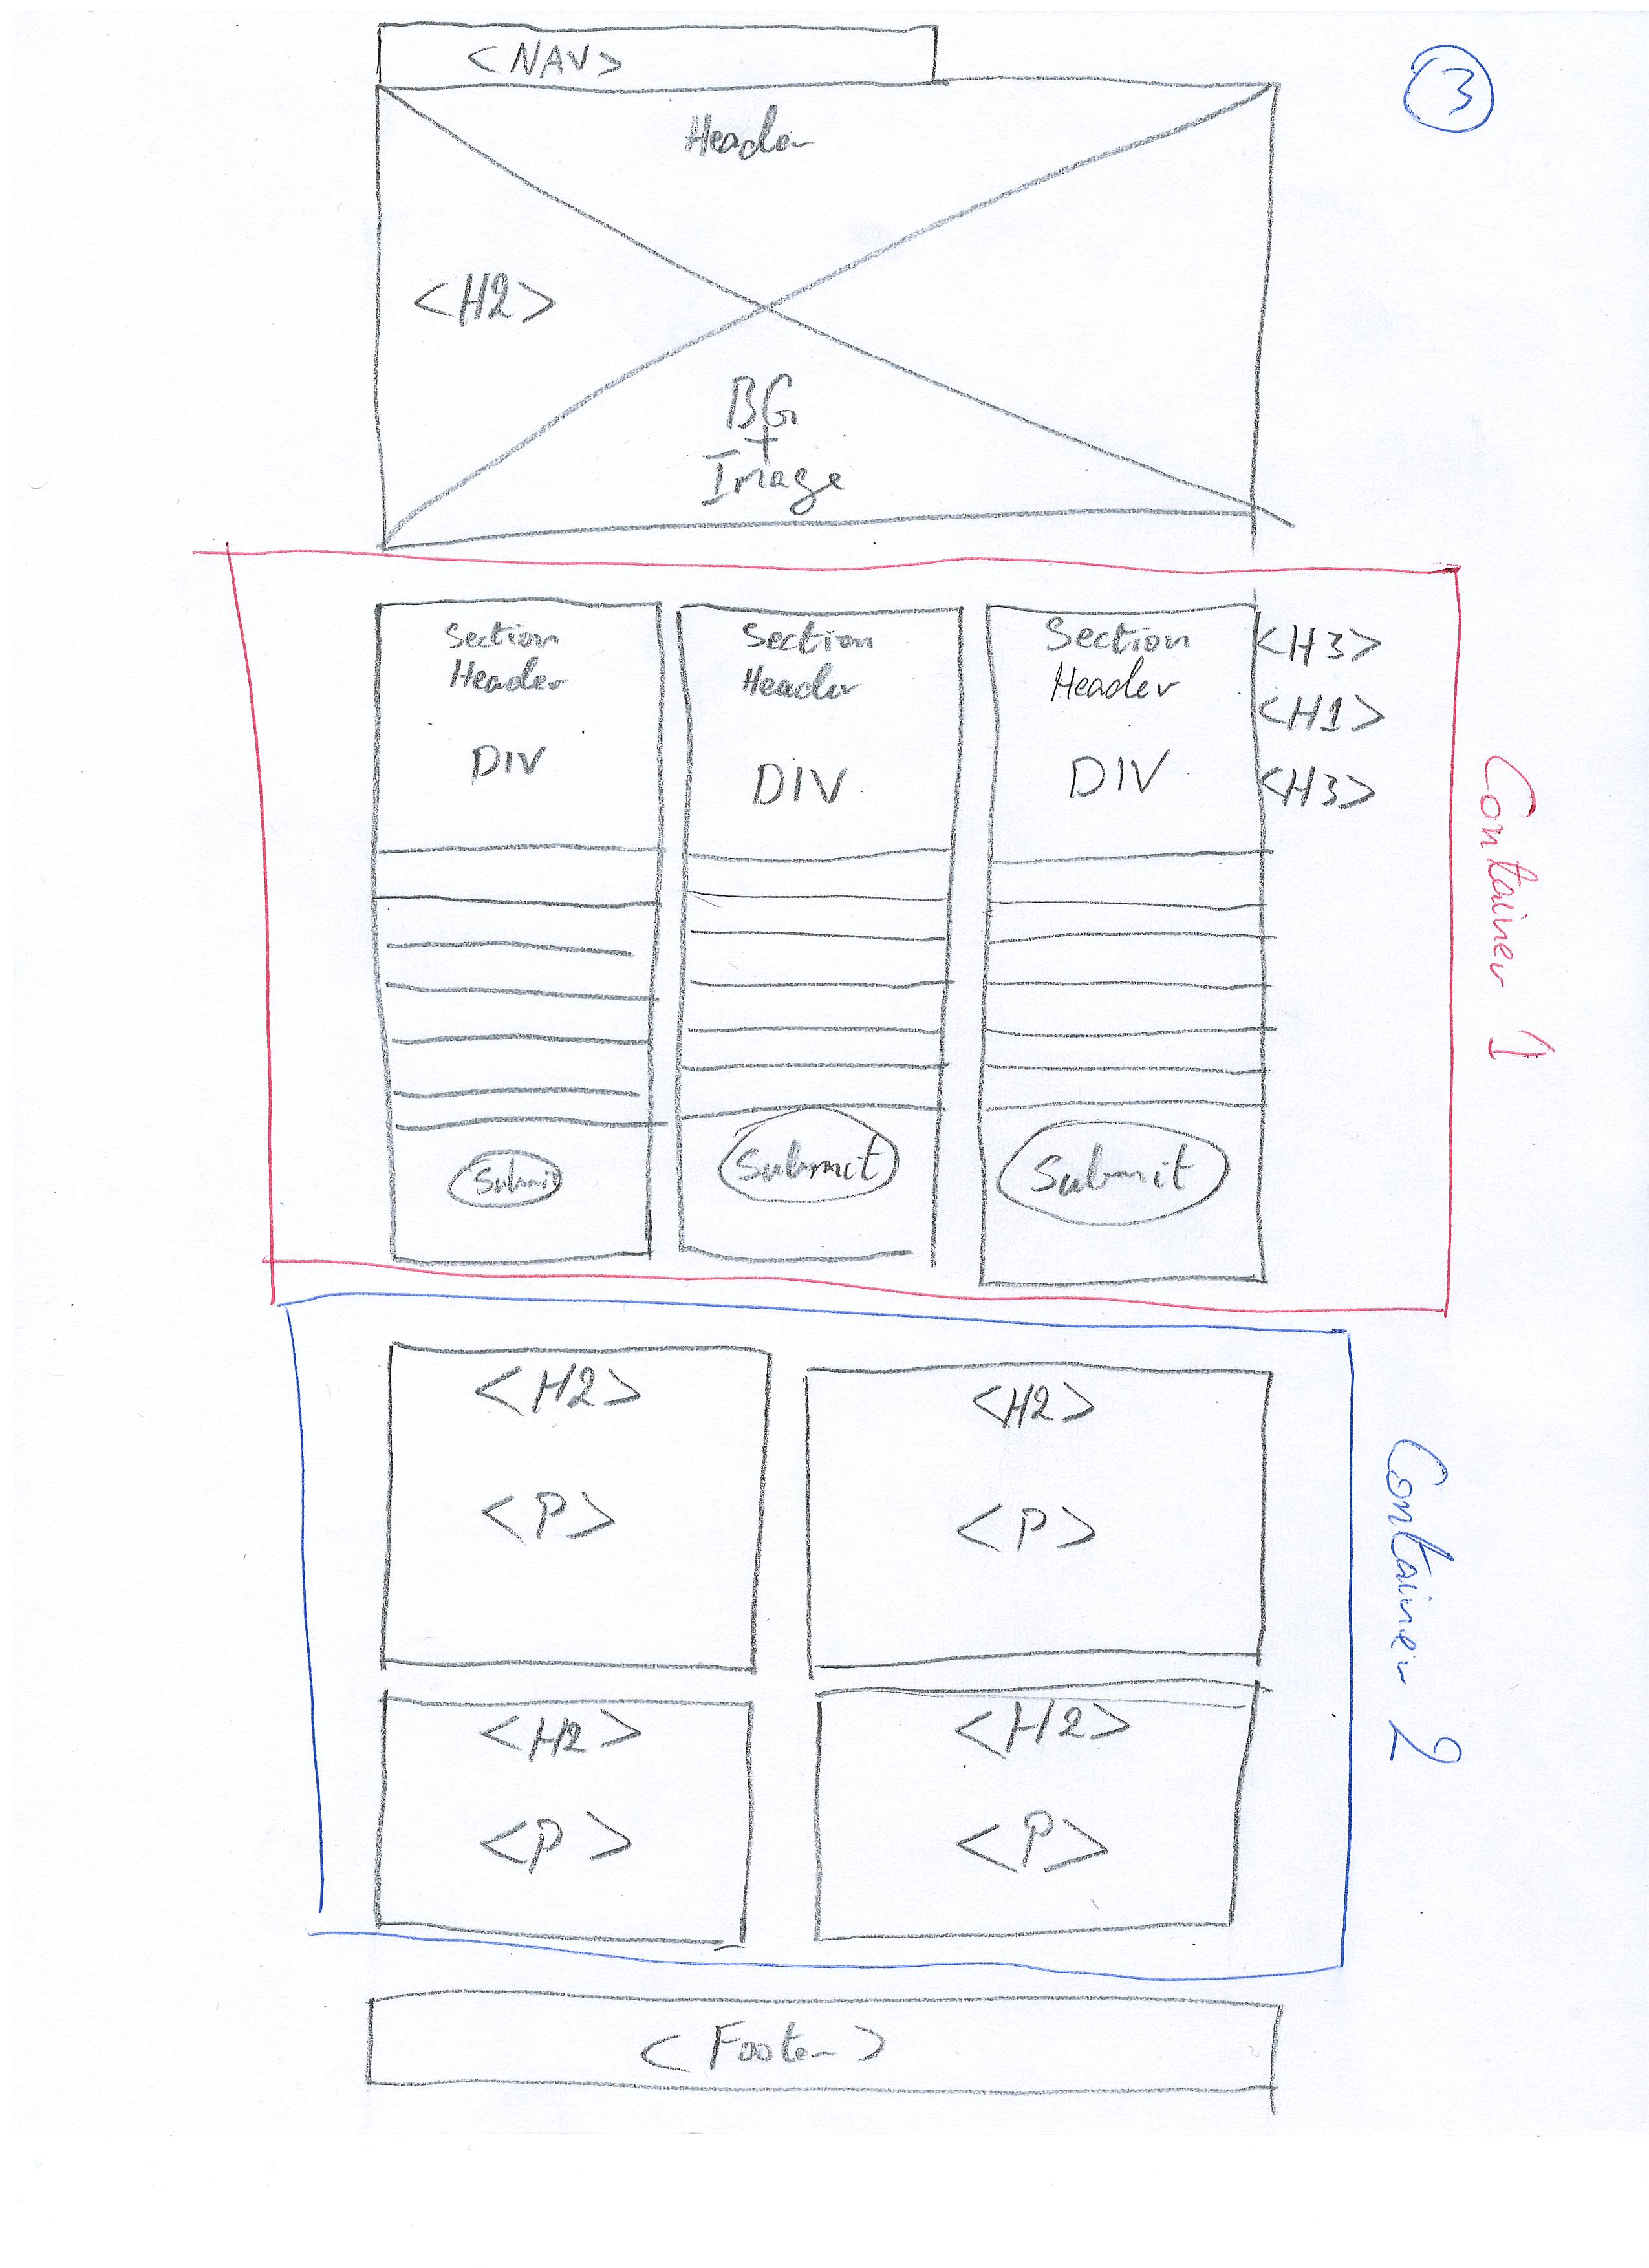 <NAV>
3
Header
<H2>
BG
+
Image
Section
Header
DIV
Submit
Section
Header
DIV
Submit
Section
Header
DIV
Submit
<H3>
<H1>
<H3>
Container 1
<H2>
<P>
<H2>
<P>
<H2>
<P>
<H2>
<P>
Container 2
<Footer>